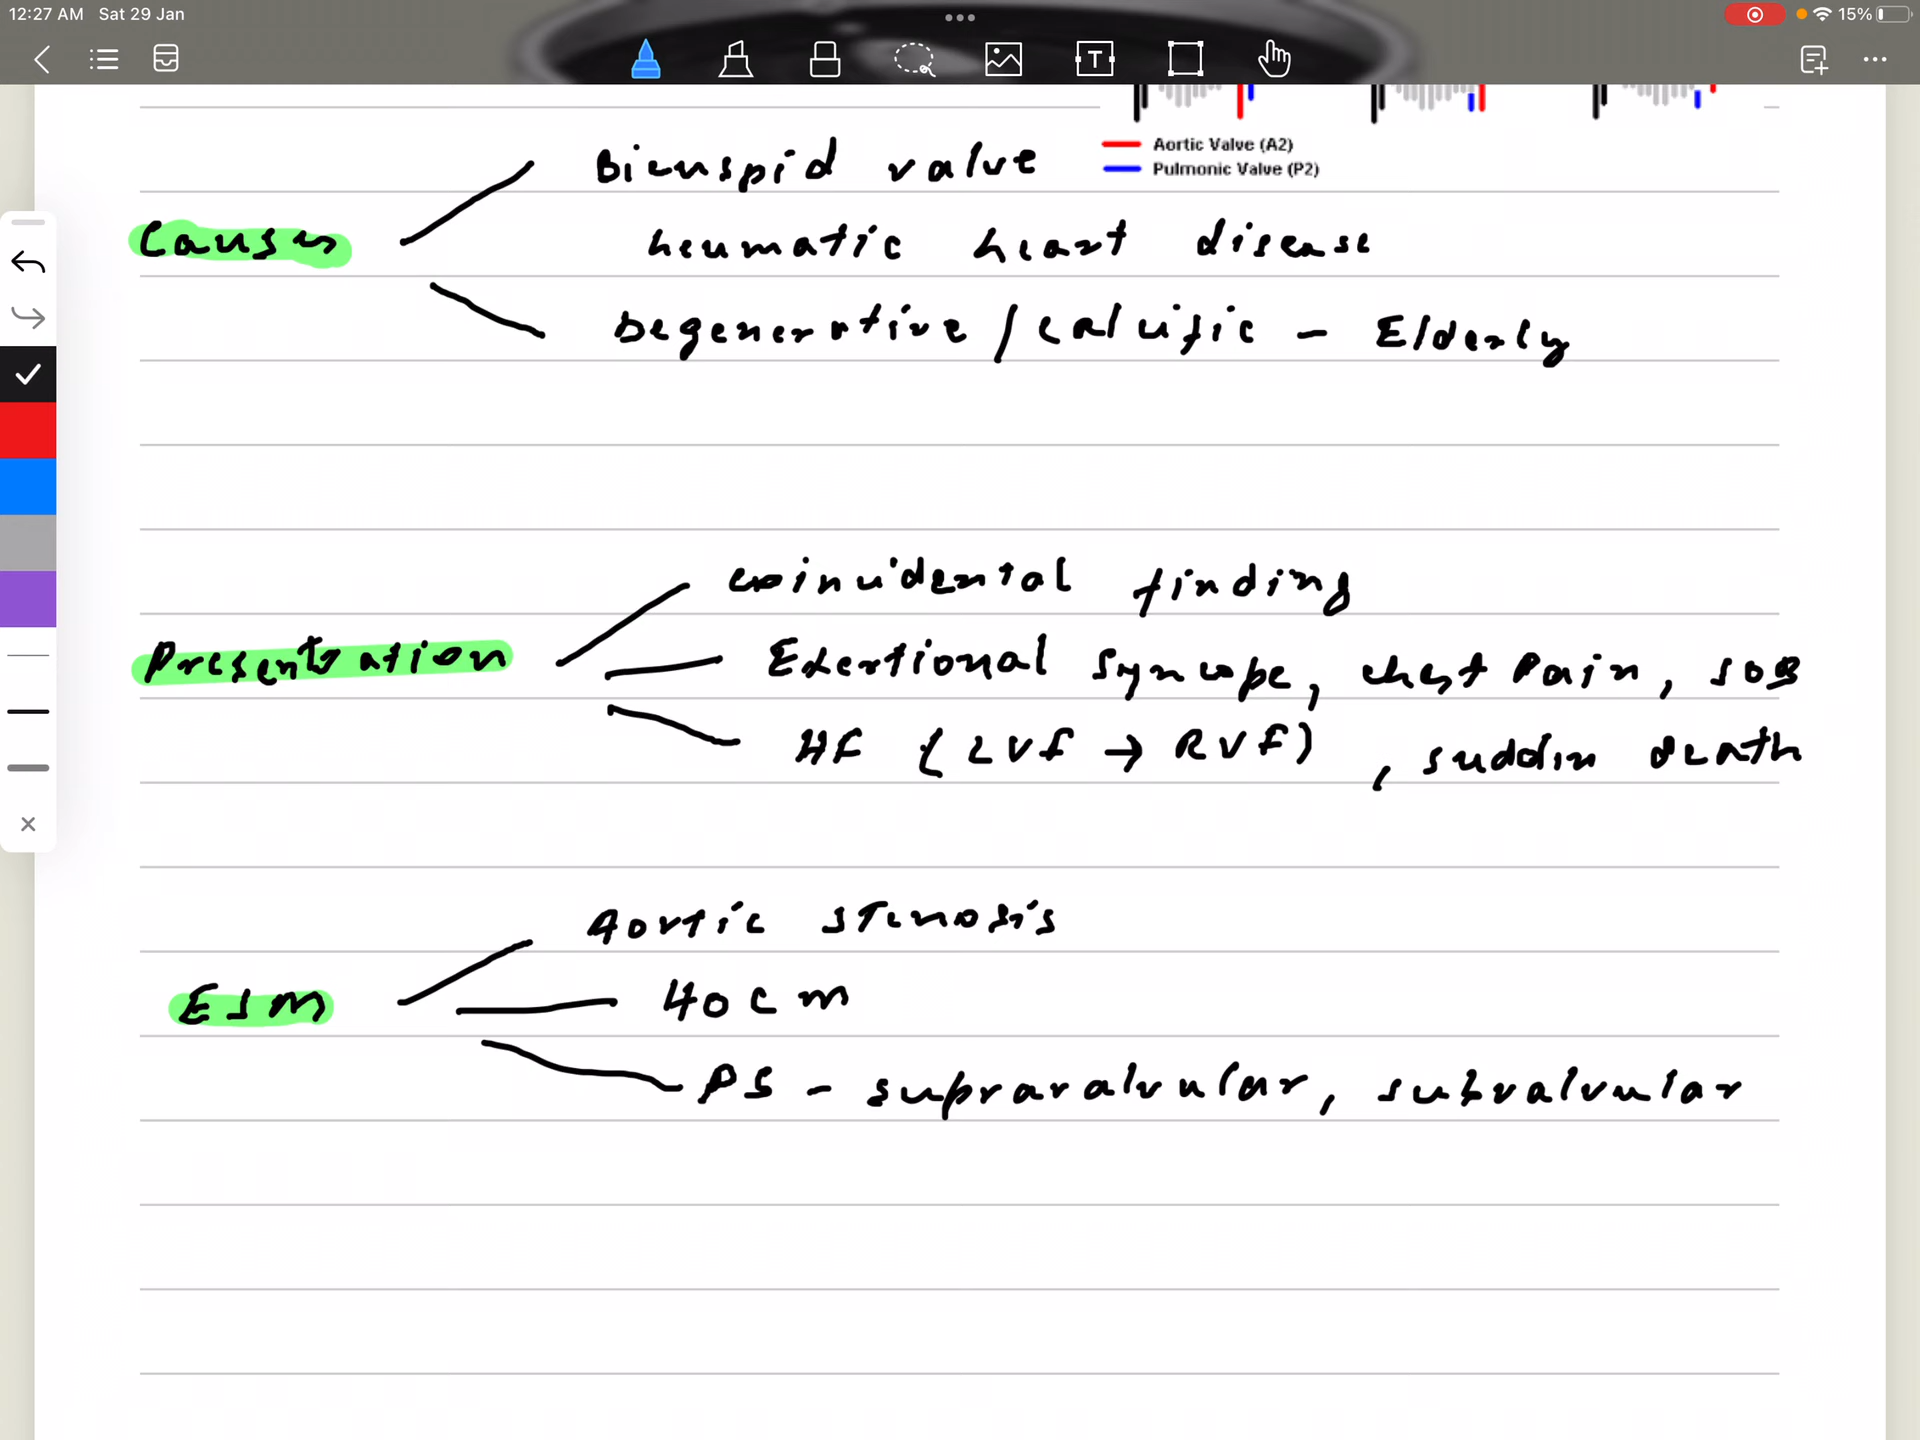 12:27 AM Sat 29 Jan
15%
T
Aortic Valve (A2)
Pulmonic Valve (P2)
Bicuspid valve
Causes
heumatic heart disease
Degenerative / calcific - Elderly
coincidental finding
Presentation
Exertional syncope, chest pain, SOB
HF (LVF → RVF), sudden death
Aortic stenosis
ESM
HOCM
PS - supravalvular, subvalvular